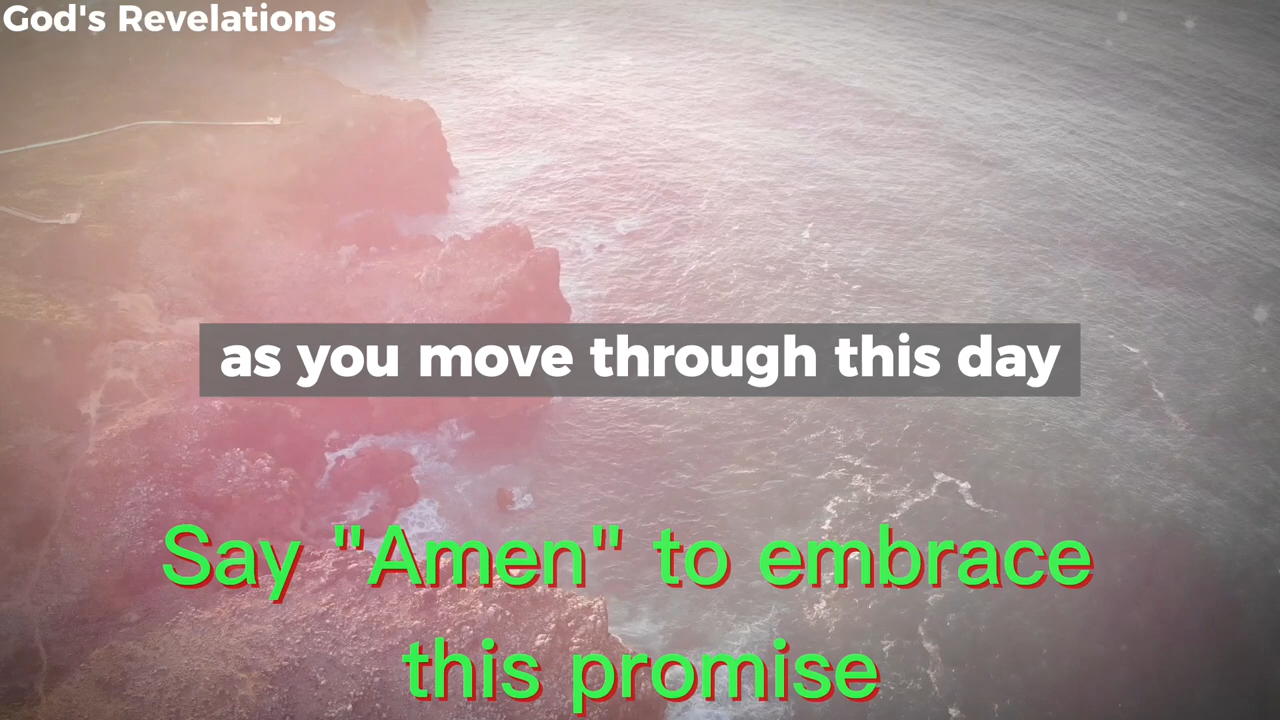 God's Revelations
as you move through this day
Say "Amen" to embrace
this promise